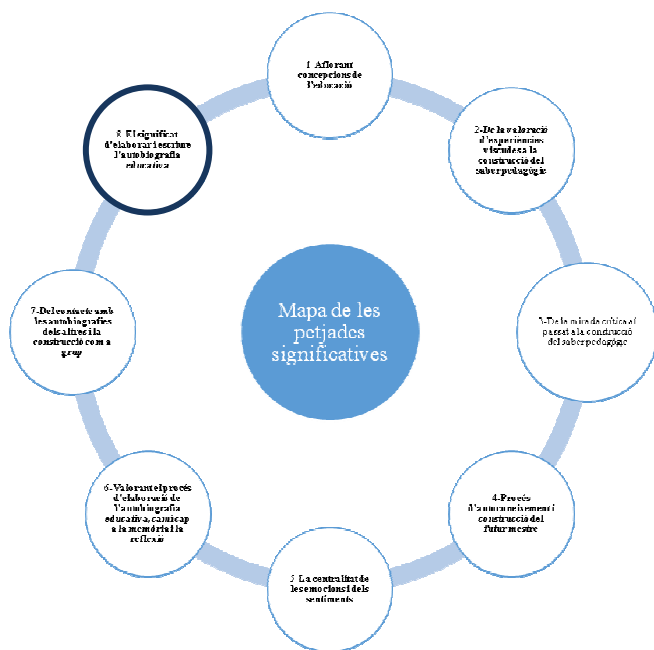 1-Aflorant
concepcions de
l'educació
2-De la valoració
d'experiències
viscudes a la
construcció del
saber pedagògic
3-De la mirada crítica al
passat a la construcció
del saber pedagògic
4-Procés
d'autoconeixement i
construcció del
futur mestre
5-La centralitat de
les emocions i dels
sentiments
6-Valorant el procés
d'elaboració de
l'autobiografia
educativa, camí cap
a la memòria i la
reflexió
7-Del contacte amb
les autobiografies
dels altres i la
construcció com a
grup
8-El significat
d'elaborar i escriure
l'autobiografia
educativa
Mapa de les
petjades
significatives